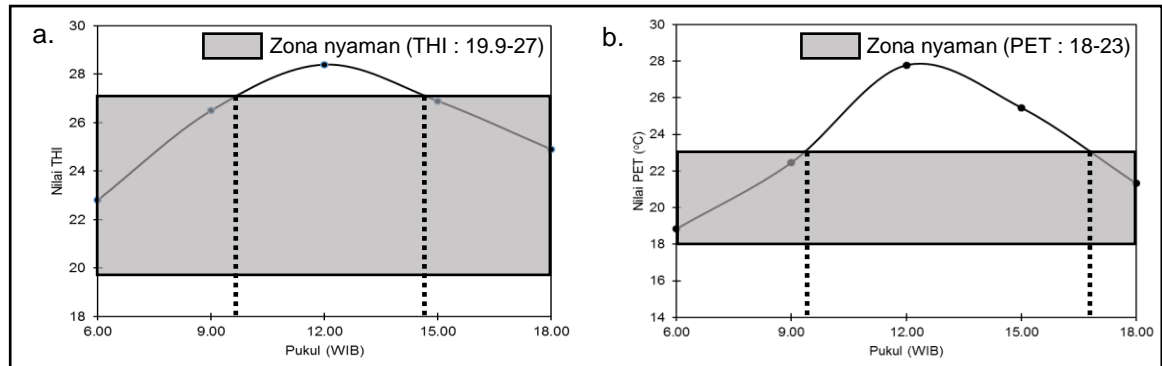 a.
Zona nyaman (THI : 19.9-27)
Nilai THI
30
28
26
24
22
20
18
6.00 9.00 12.00 15.00 18.00
Pukul (WIB)
b.
Zona nyaman (PET : 18-23)
Nilai PET (°C)
30
28
26
24
22
20
18
16
14
6.00 9.00 12.00 15.00 18.00
Pukul (WIB)